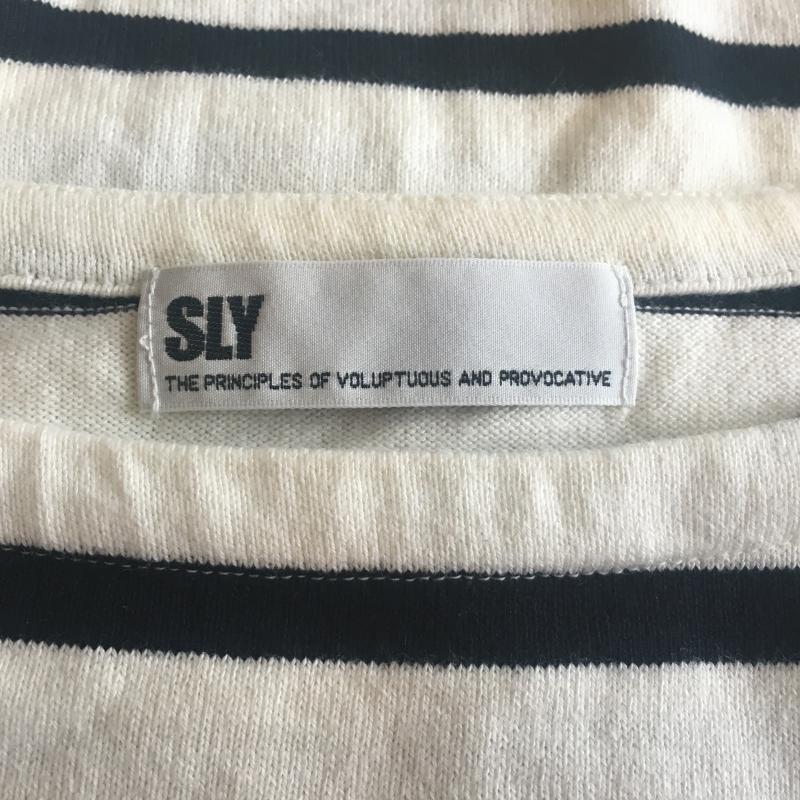 SLY
THE PRINCIPLES OF VOLUPTUOUS AND PROVOCATIVE